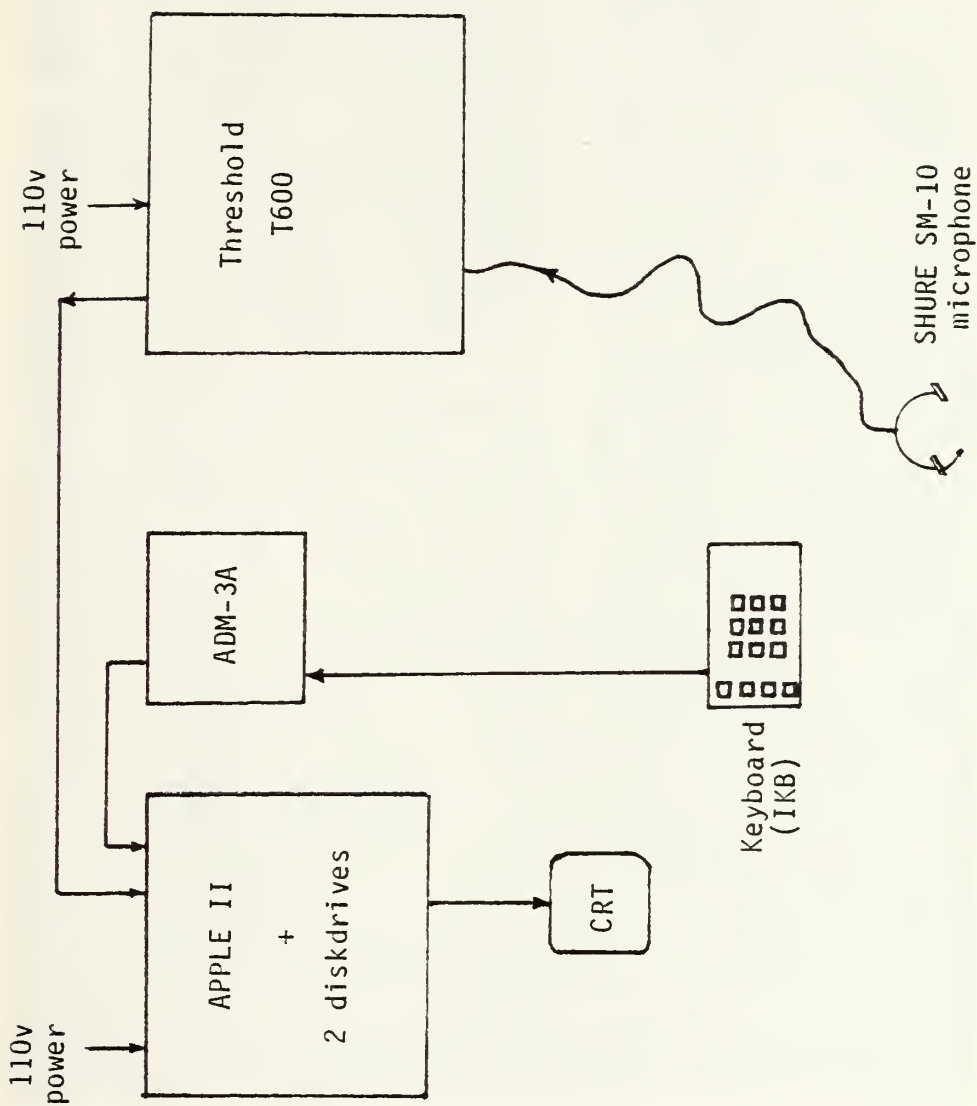 110v
power
Threshold
T600
SHURE SM-10
microphone
ADM-3A
Keyboard
(IKB)
110v
power
APPLE II
+
2 diskdrives
CRT